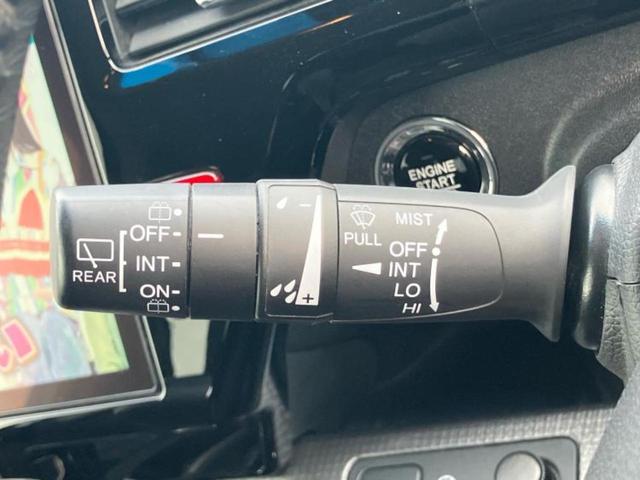 ENGINE
START
REAR
OFF
INT
ON
- 
+
PULL
MIST
OFF
INT
LO
HI